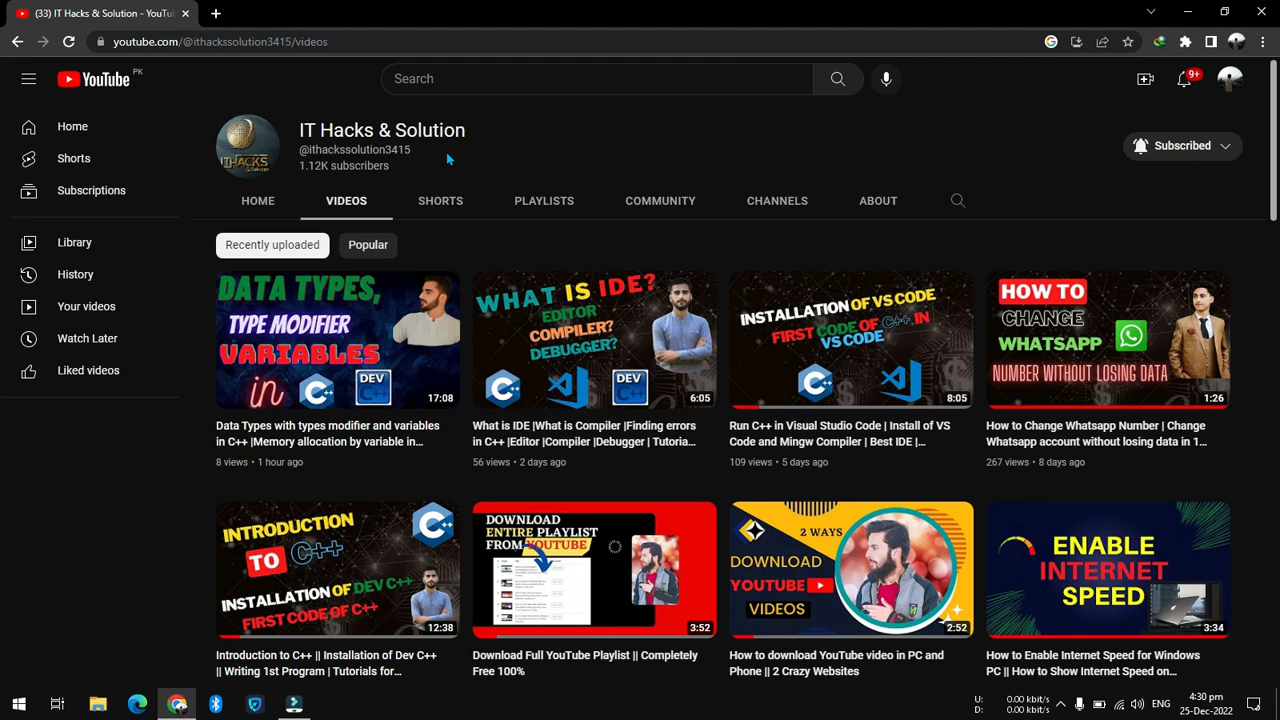 (33) IT Hacks & Solution - YouTu
youtube.com/@ithackssolution3415/videos
YouTube PK
Search
9+
Home
Shorts
Subscriptions
Library
History
Your videos
Watch Later
Liked videos
ITHACKS
& Solution
IT Hacks & Solution
@ithackssolution3415
1.12K subscribers
Subscribed
HOME
VIDEOS
SHORTS
PLAYLISTS
COMMUNITY
CHANNELS
ABOUT
Recently uploaded
Popular
DATA TYPES,
TYPE MODIFIER
VARIABLES
in
C++
DEV
C++
17:08
Data Types with types modifier and variables
in C++ |Memory allocation by variable in...
8 views • 1 hour ago
WHAT IS IDE?
EDITOR
COMPILER?
DEBUGGER?
C++
DEV
C++
6:05
What is IDE |What is Compiler |Finding errors
in C++ |Editor |Compiler |Debugger | Tutoria...
56 views • 2 days ago
INSTALLATION OF VS CODE
FIRST CODE OF C++ IN
VS CODE
C++
8:05
Run C++ in Visual Studio Code | Install of VS
Code and Mingw Compiler | Best IDE |...
109 views • 5 days ago
HOW TO
CHANGE
WHATSAPP
NUMBER WITHOUT LOSING DATA
1:26
How to Change Whatsapp Number | Change
Whatsapp account without losing data in 1...
267 views • 8 days ago
INTRODUCTION
TO C++
C++
INSTALLATION OF DEV C++
FIRST CODE OF C++
12:38
Introduction to C++ || Installation of Dev C++
|| Writing 1st Program | Tutorials for...
DOWNLOAD
ENTIRE PLAYLIST
FROM YOUTUBE
3:52
Download Full YouTube Playlist || Completely
Free 100%
2 WAYS
DOWNLOAD
YOUTUBE
VIDEOS
2:52
How to download YouTube video in PC and
Phone || 2 Crazy Websites
ENABLE
INTERNET
SPEED
3:34
How to Enable Internet Speed for Windows
PC || How to Show Internet Speed on...
U: 0.00 kbit/s
D: 0.00 kbit/s
ENG
4:30 pm
25-Dec-2022